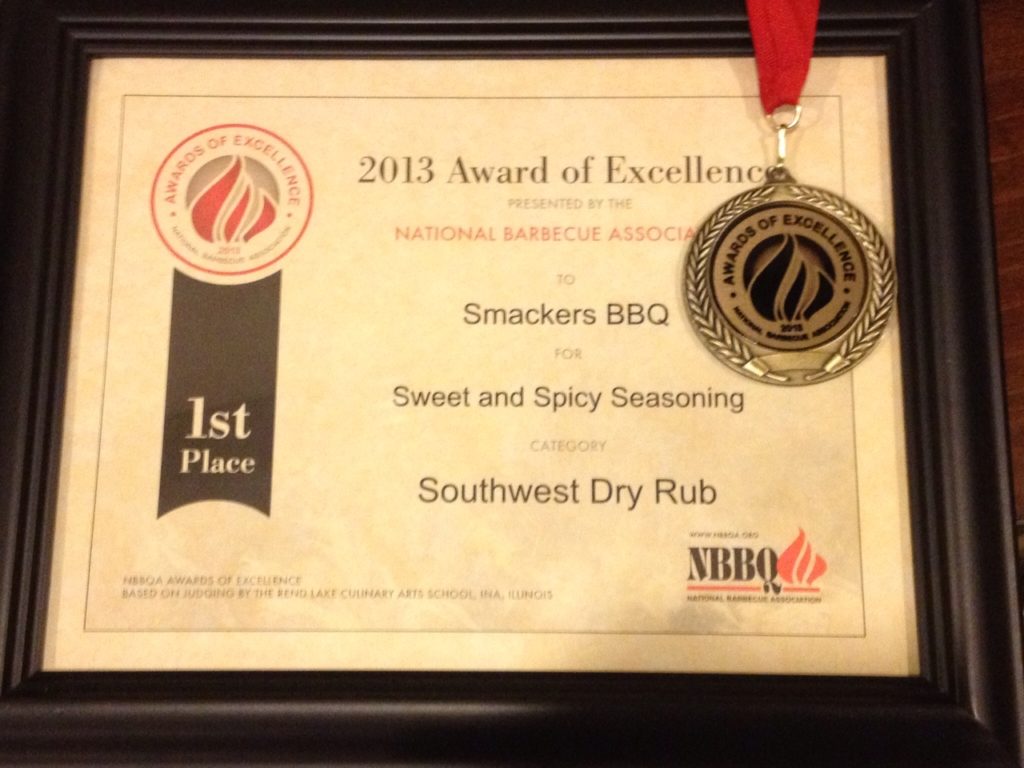 AWARDS OF EXCELLENCE
2013
NATIONAL BARBECUE ASSOCIATION
1st
Place
2013 Award of Excellence
PRESENTED BY THE
NATIONAL BARBECUE ASSOCIA
TO
Smackers BBQ
FOR
Sweet and Spicy Seasoning
CATEGORY
Southwest Dry Rub
AWARDS OF EXCELLENCE
2013
NATIONAL BARBECUE ASSOCIATION
NBBQA AWARDS OF EXCELLENCE
BASED ON JUDGING BY THE REND LAKE CULINARY ARTS SCHOOL, INA, ILLINOIS
WWW.NBBQA.ORG
NBBQ
NATIONAL BARBECUE ASSOCIATION